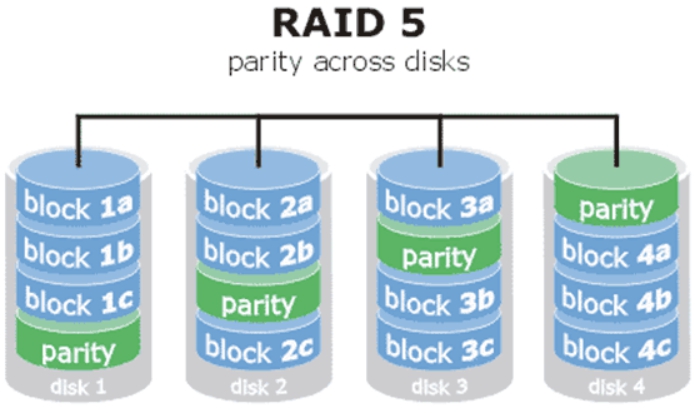 RAID 5
parity across disks
block 1a block 2a block 3a parity
block 1b block 2b parity block 4a
block 1c parity block 3b block 4b
parity block 2c block 3c block 4c
disk 1 disk 2 disk 3 disk 4